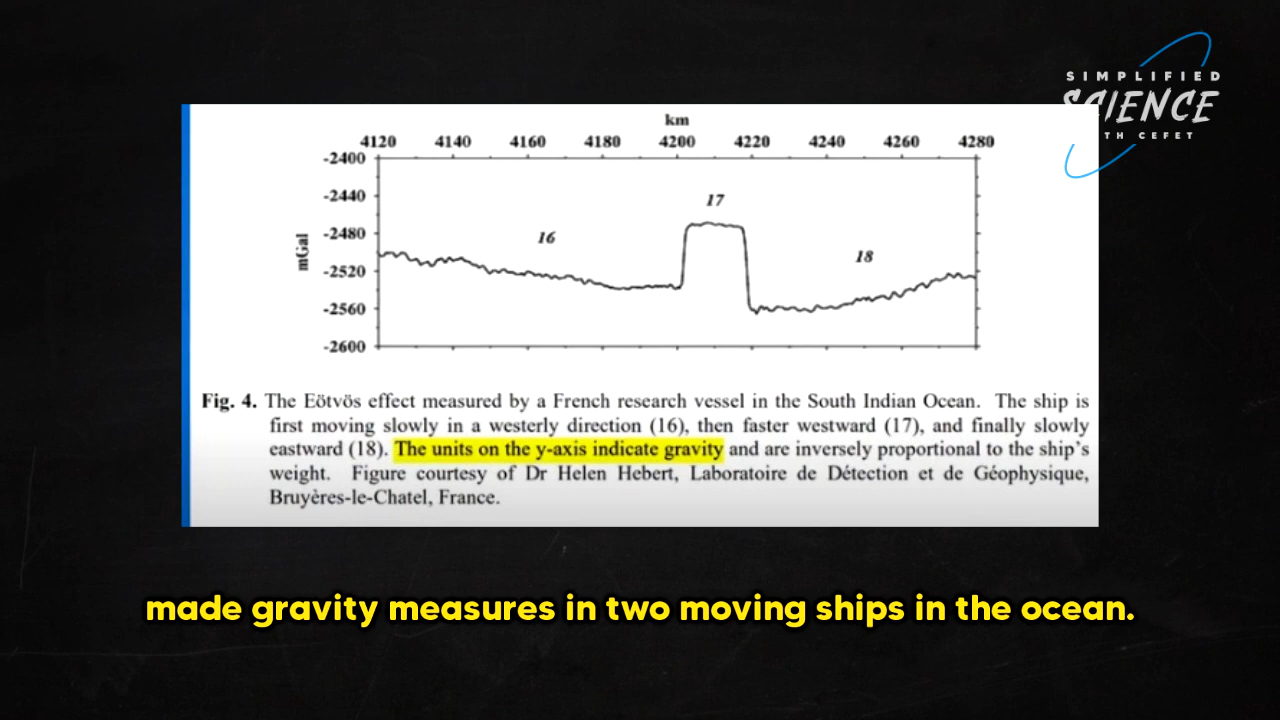 SIMPLIFIED
SCIENCE
TH CEFET
km
4120 4140 4160 4180 4200 4220 4240 4260 4280
-2400
-2440
17
-2480
16
mGal
18
-2520
-2560
-2600
Fig. 4. The Eötvös effect measured by a French research vessel in the South Indian Ocean. The ship is
first moving slowly in a westerly direction (16), then faster westward (17), and finally slowly
eastward (18). The units on the y-axis indicate gravity and are inversely proportional to the ship's
weight. Figure courtesy of Dr Helen Hebert, Laboratoire de Détection et de Géophysique,
Bruyères-le-Chatel, France.
made gravity measures in two moving ships in the ocean.